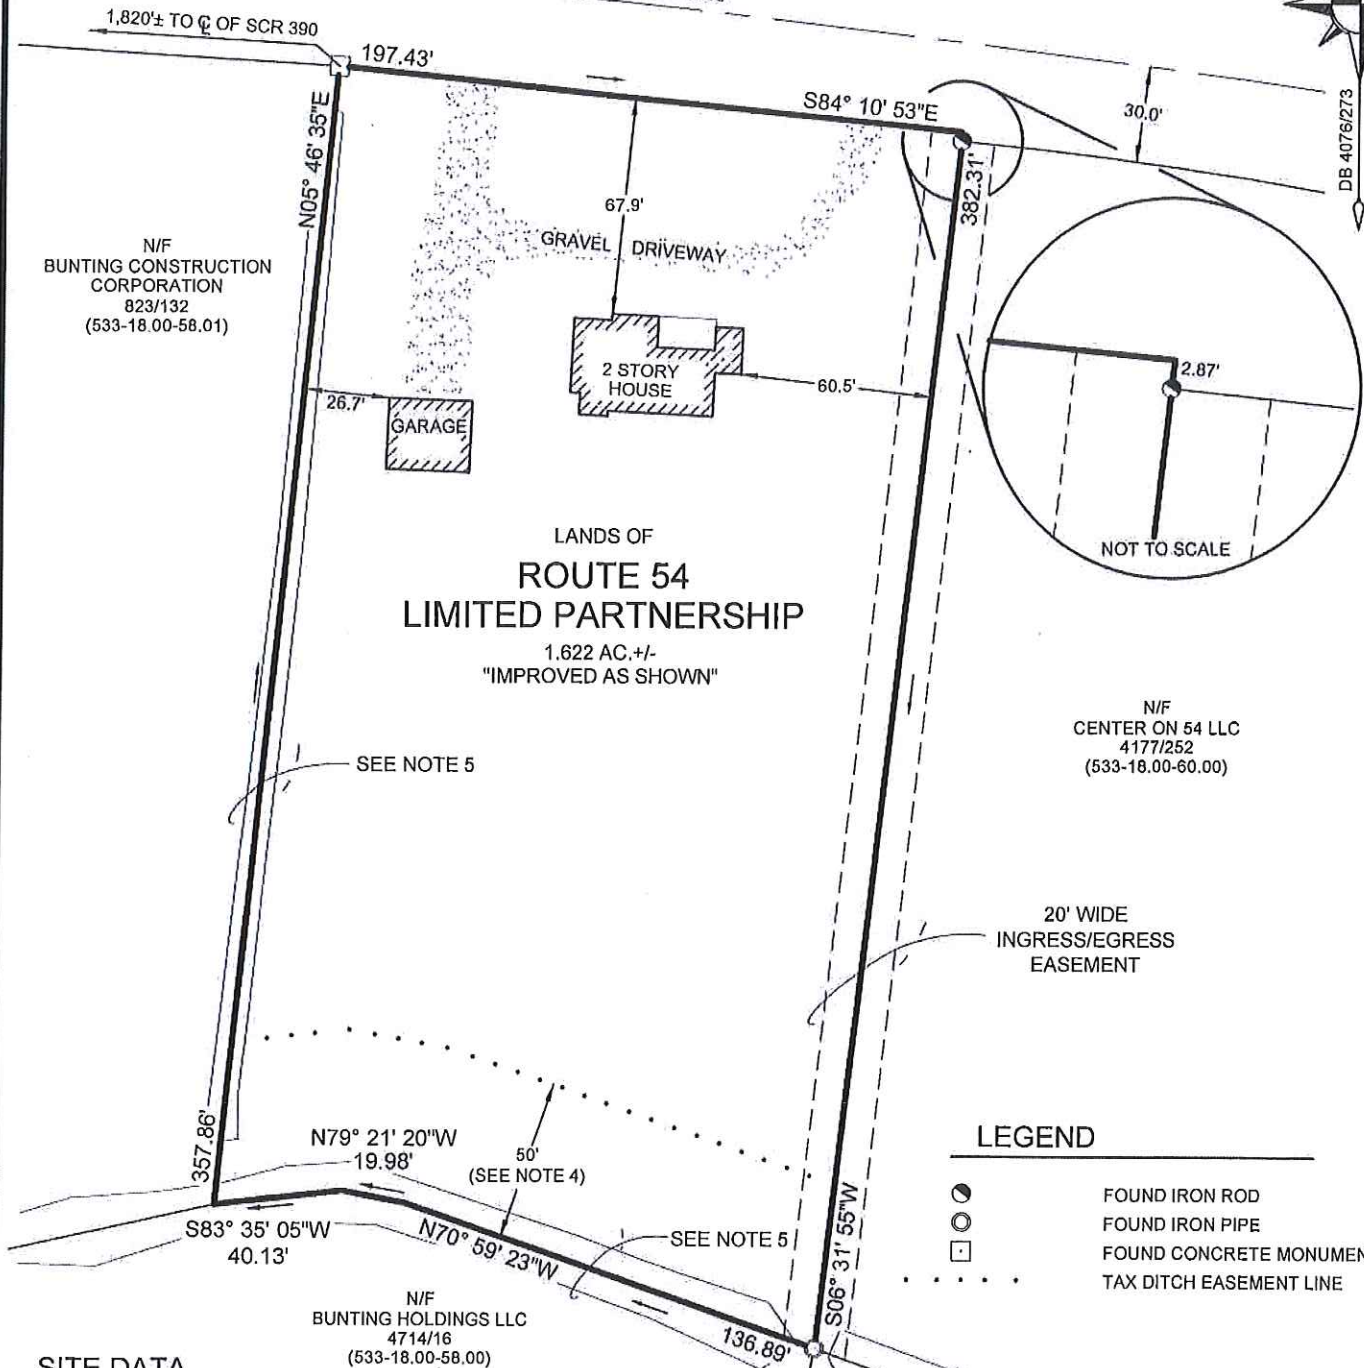 1,820'± TO ℄ OF SCR 390
197.43'
S84° 10' 53"E
30.0'
DB 4076/273
N05° 46' 35"E
382.31'
67.9'
GRAVEL DRIVEWAY
N/F
BUNTING CONSTRUCTION
CORPORATION
823/132
(533-18.00-58.01)
2 STORY
HOUSE
60.5'
26.7'
GARAGE
2.87'
NOT TO SCALE
LANDS OF
ROUTE 54
LIMITED PARTNERSHIP
1.622 AC.+/-
"IMPROVED AS SHOWN"
N/F
CENTER ON 54 LLC
4177/252
(533-18.00-60.00)
SEE NOTE 5
20' WIDE
INGRESS/EGRESS
EASEMENT
357.86'
N79° 21' 20"W
19.98'
50'
(SEE NOTE 4)
S83° 35' 05"W
40.13'
N70° 59' 23"W
SEE NOTE 5
S06° 31' 55"W
136.89'
N/F
BUNTING HOLDINGS LLC
4714/16
(533-18.00-58.00)
LEGEND
FOUND IRON ROD
FOUND IRON PIPE
FOUND CONCRETE MONUMEN
TAX DITCH EASEMENT LINE
SITE DATA